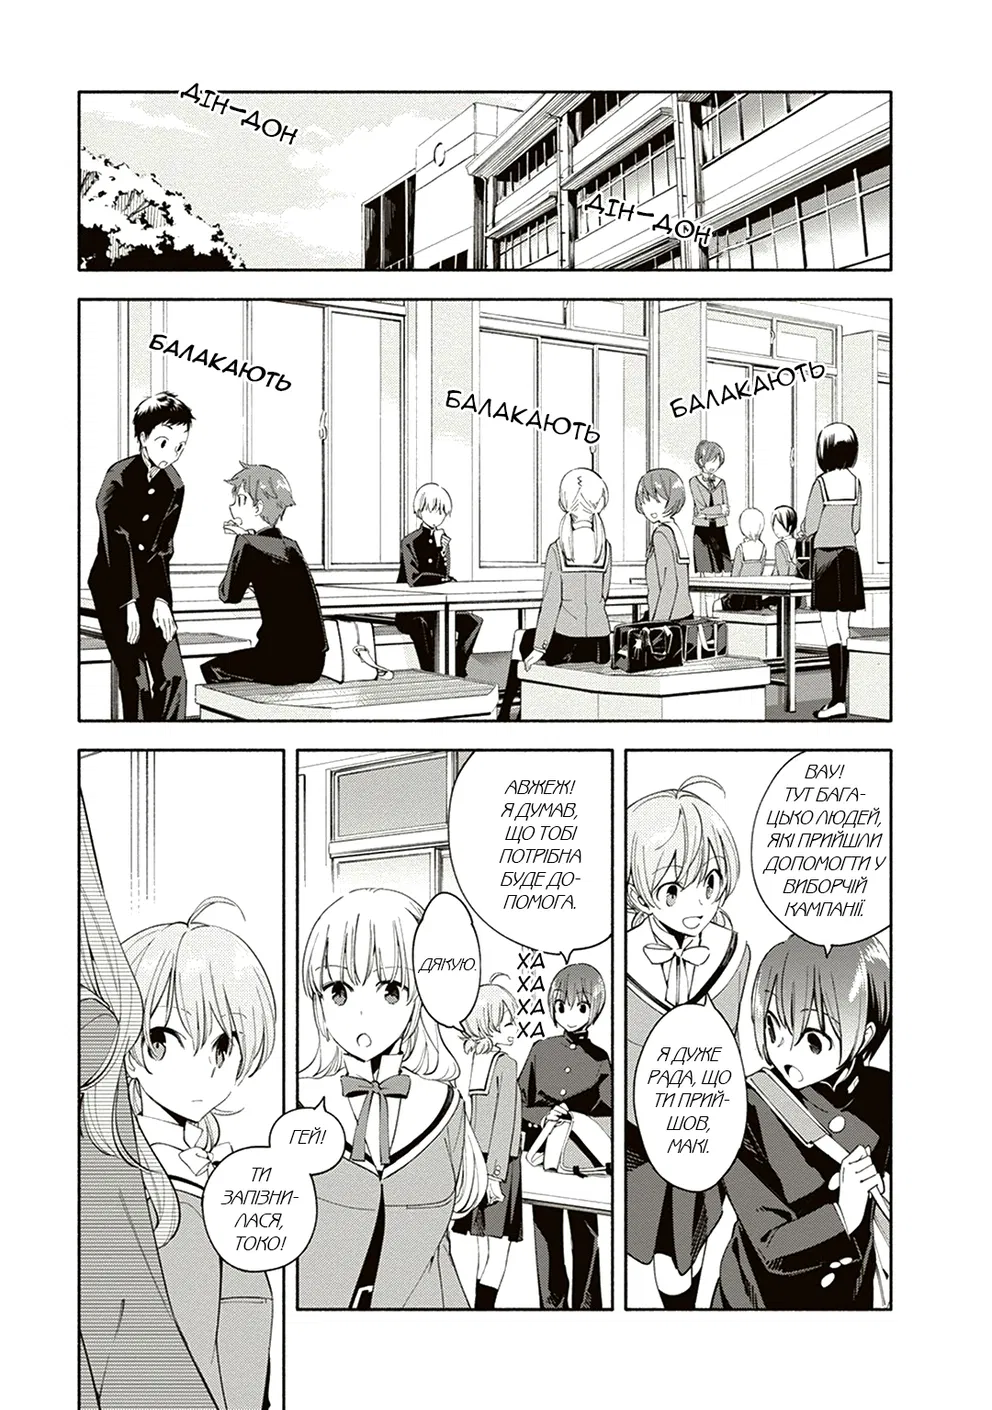 ДІН-ДОН
ДІН-ДОН
БАЛАКАЮТЬ
БАЛАКАЮТЬ
БАЛАКАЮТЬ
ВАУ!
ТУТ БАГА-
ЦЬКО ЛЮДЕЙ,
ЯКІ ПРИЙШЛИ
ДОПОМОГТИ У
ВИБОРЧІЙ
КАМПАНІЇ.
Я ДУЖЕ
РАДА, ЩО
ТИ ПРИЙ-
ШОВ,
МАКІ.
АВЖЕЖ!
Я ДУМАВ,
ЩО ТОБІ
ПОТРІБНА
БУДЕ ДО-
ПОМОГА.
ДЯКУЮ.
ХА
ХА
ХА
ХА
ГЕЙ!
ТИ
ЗАПІЗНИ-
ЛАСЯ,
ТОКО!